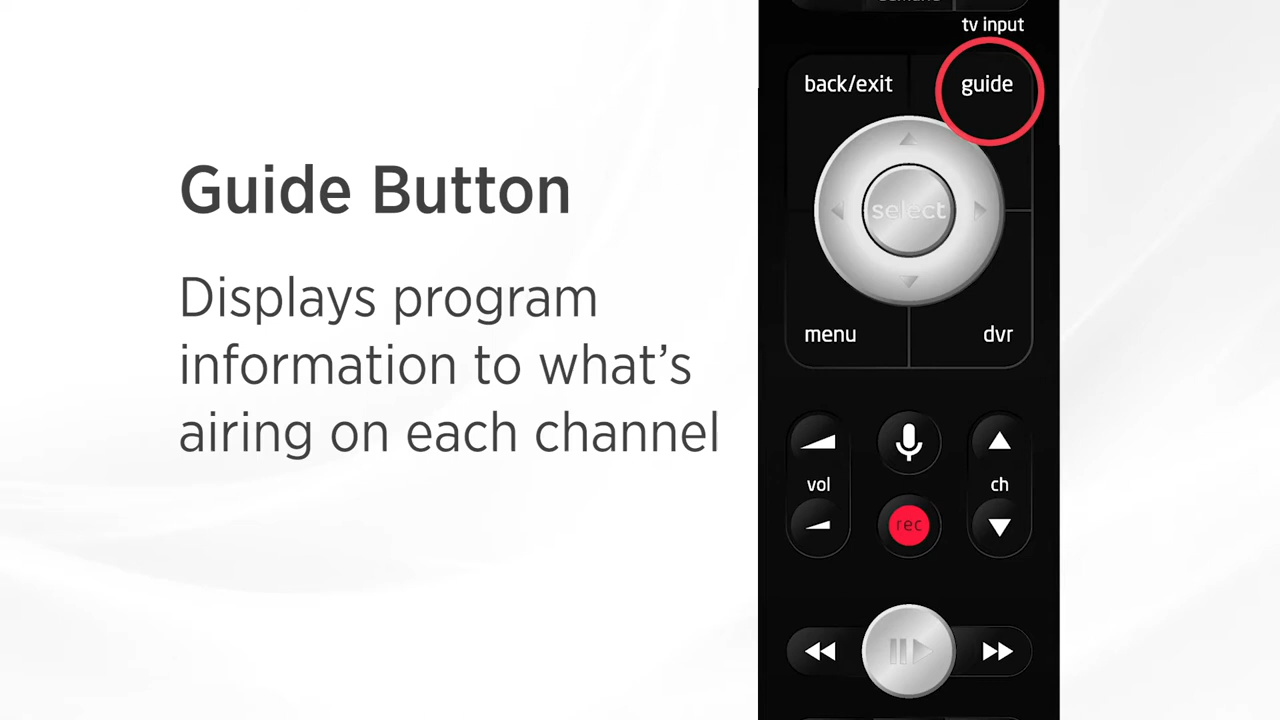 tv input
back/exit
guide
Guide Button
select
Displays program
information to what's
airing on each channel
menu
dvr
vol
ch
rec